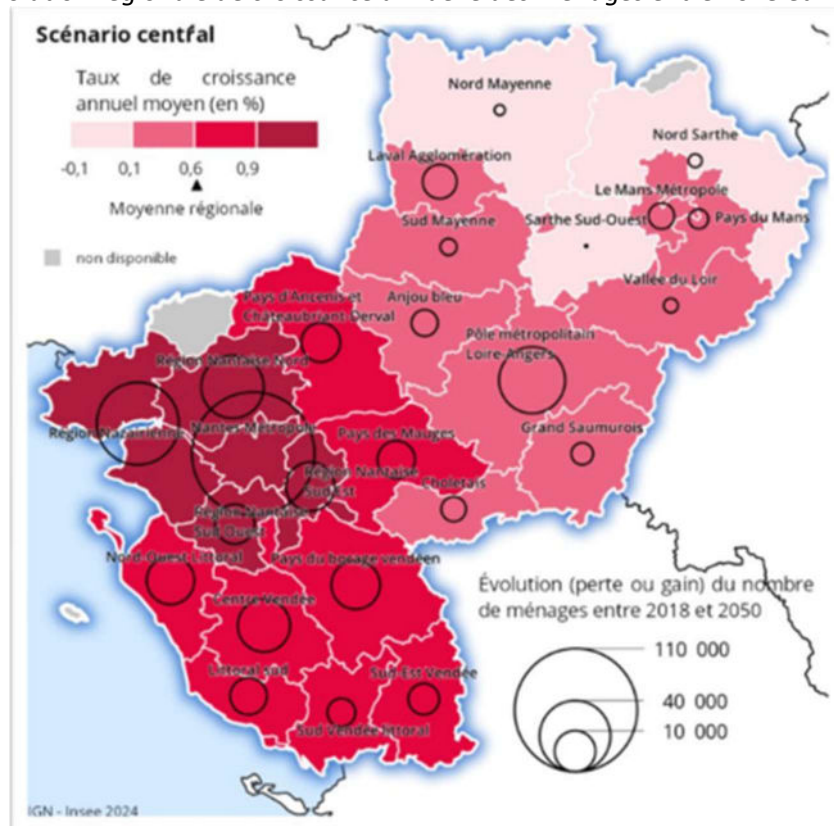 Scénario centfal
Taux de croissance
annuel moyen (en %)
-0,1 0,1 0,6 0,9
Moyenne régionale
non disponible
Nord Mayenne
Nord Sarthe
Laval Agglomération
Le Mans Métropole
Sud Mayenne
Sarthe Sud-Ouest
Pays du Mans
Vallée du Loir
Pays d'Ancenis et
Châteaubriant Derval
Anjou bleu
Pôle métropolitain
Loire-Angers
Région Nantaise Nord
Région Nazairienne
Nantes Métropole
Pays des Mauges
Grand Saumurois
Région Nantaise
Sud Est
Choletais
Région Nantaise
Sud Ouest
Nord-Ouest Littoral
Pays du bocage vendéen
Centre Vendée
Littoral sud
Sud-Est Vendée
Sud Vendée littoral
Évolution (perte ou gain) du nombre
de ménages entre 2018 et 2050
110 000
40 000
10 000
IGN - Insee 2024